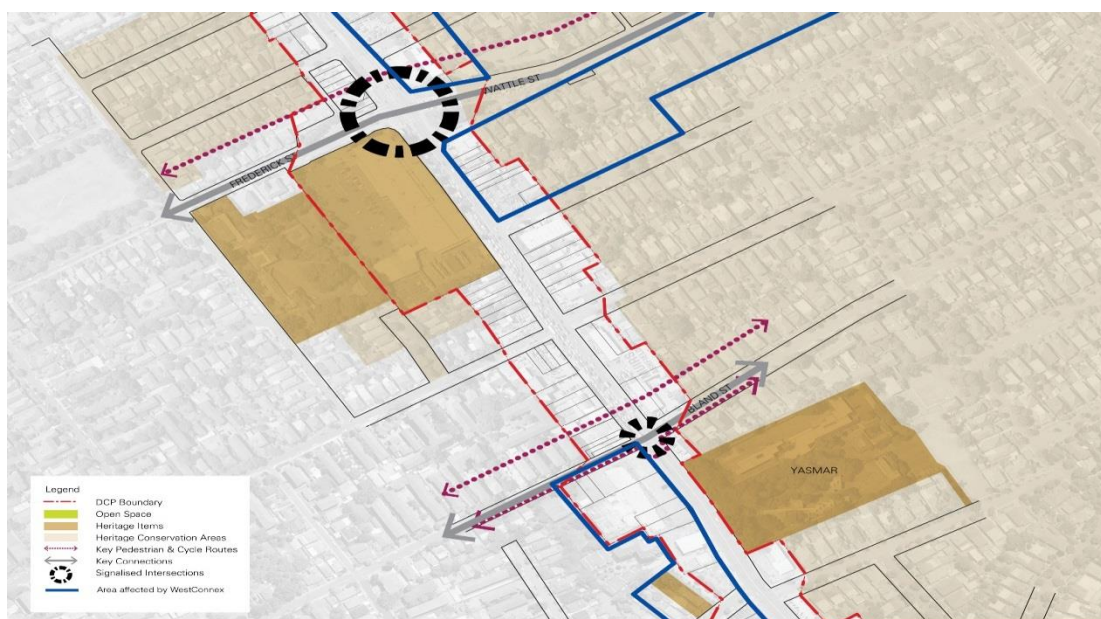 WATTLE ST
FREDERICK ST
BLAND ST
YASMAR
Legend
DCP Boundary
Open Space
Heritage Items
Heritage Conservation Areas
Key Pedestrian & Cycle Routes
Key Connections
Signalised Intersections
Area affected by WestConnex